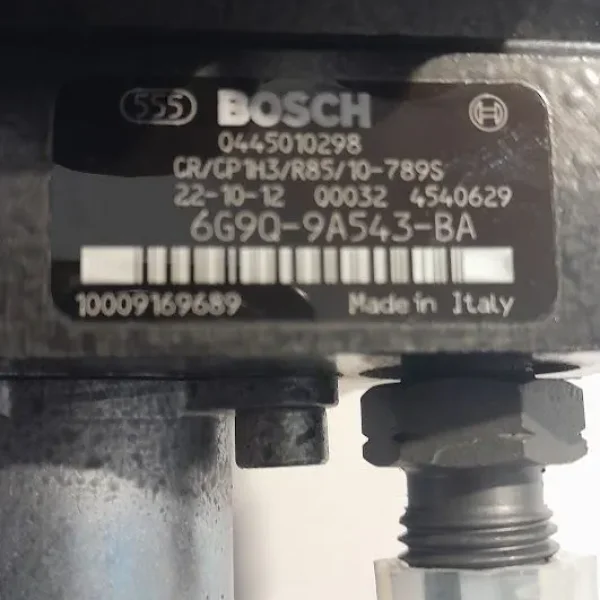 555 BOSCH
0445010298
CR/CP1H3/R85/10-789S
22-10-12 00032 4540629
6G9Q-9A543-BA
10009169689 Made in Italy